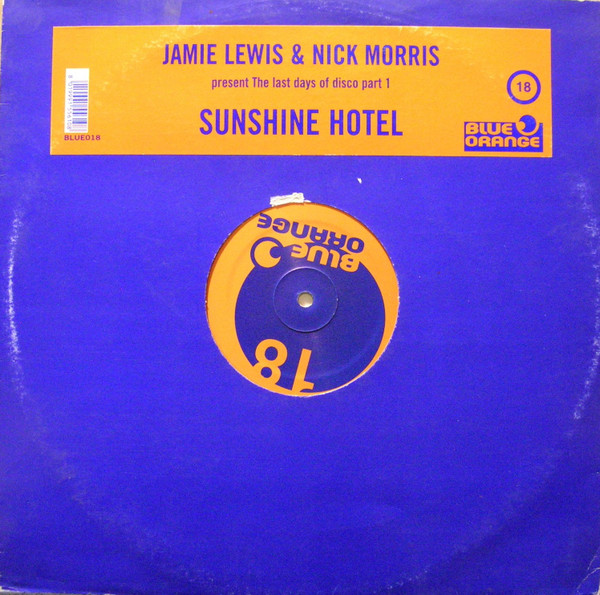 JAMIE LEWIS & NICK MORRIS
present The last days of disco part 1
SUNSHINE HOTEL
18
BLUE
ORANGE
BLUE018
BLUE
ORANGE
18